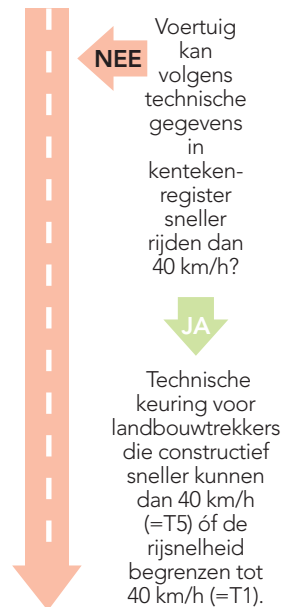 Voertuig
kan
volgens
technische
gegevens
in
kenteken-
register
sneller
rijden dan
40 km/h?
NEE
JA
Technische
keuring voor
landbouwtrekkers
die constructief
sneller kunnen
dan 40 km/h
(=T5) óf de
rijsnelheid
begrenzen tot
40 km/h (=T1).